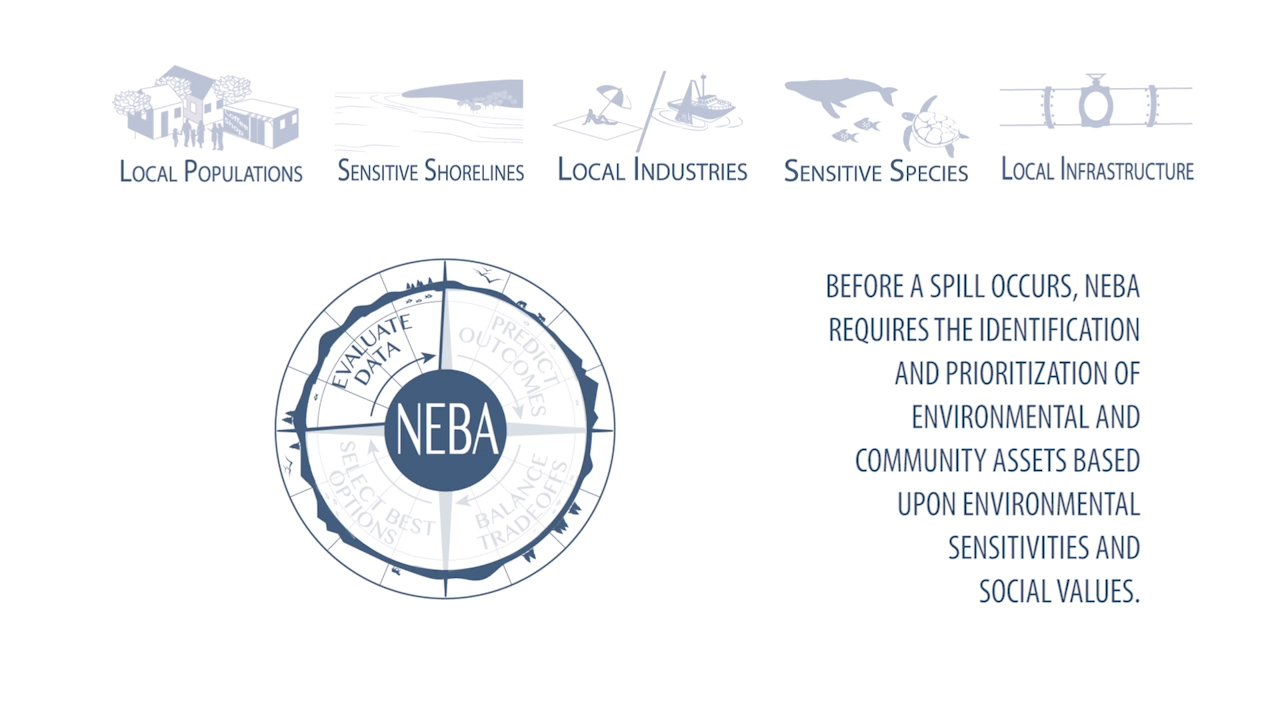 LOCAL POPULATIONS
SENSITIVE SHORELINES
LOCAL INDUSTRIES
SENSITIVE SPECIES
LOCAL INFRASTRUCTURE
EVALUATE
DATA
PREDICT
OUTCOMES
NEBA
SELECT BEST
OPTIONS
BALANCE
TRADEOFFS
BEFORE A SPILL OCCURS, NEBA
REQUIRES THE IDENTIFICATION
AND PRIORITIZATION OF
ENVIRONMENTAL AND
COMMUNITY ASSETS BASED
UPON ENVIRONMENTAL
SENSITIVITIES AND
SOCIAL VALUES.